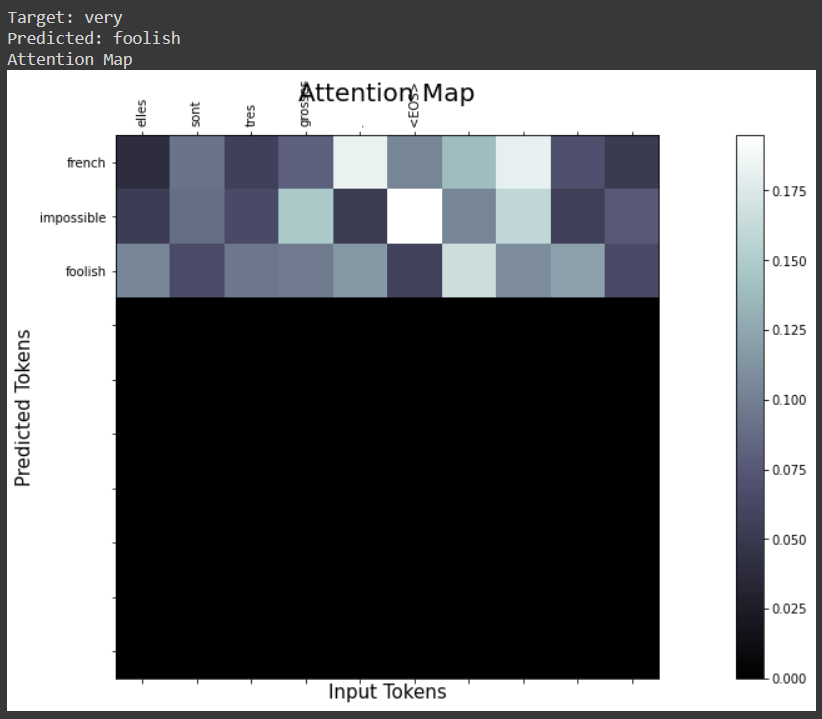 Target: very
Predicted: foolish
Attention Map
Attention Map
elles
sont
tres
grosses
.
<EOS>
french
impossible
foolish
Predicted Tokens
Input Tokens
0.175
0.150
0.125
0.100
0.075
0.050
0.025
0.000